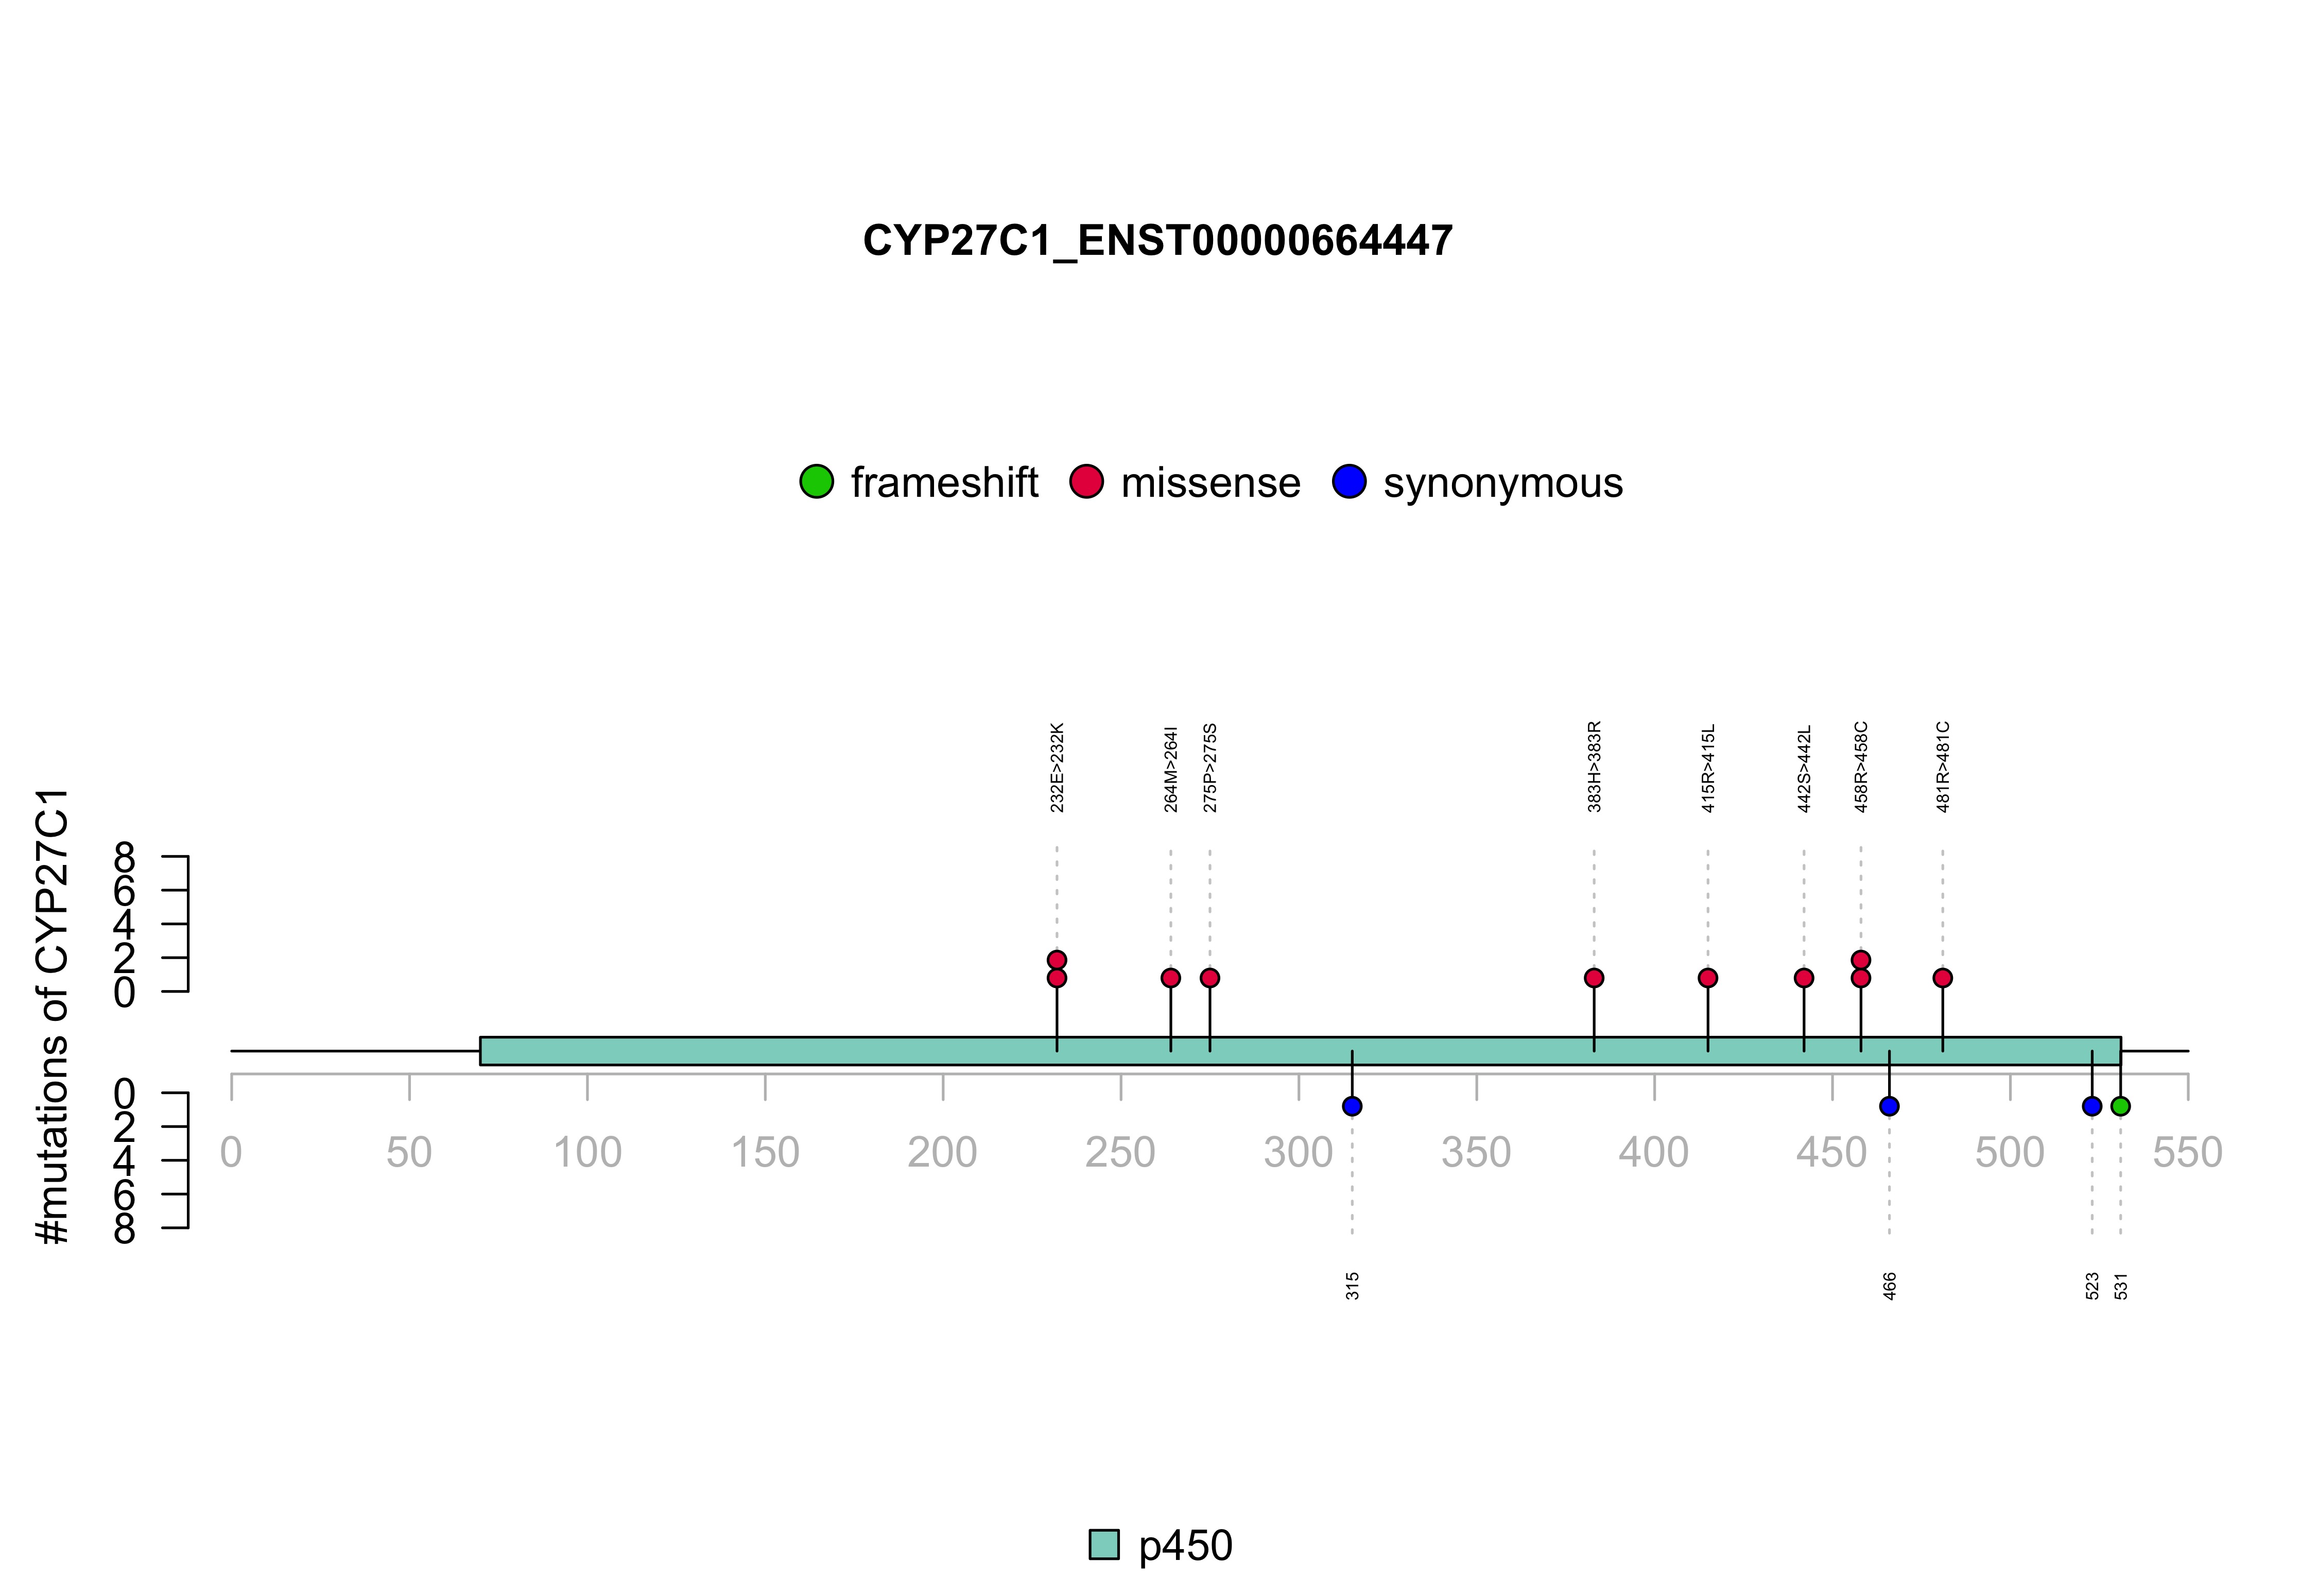 CYP27C1_ENST00000664447
frameshift missense synonymous
232E>232K
264M>264I
275P>275S
383H>383R
415R>415L
442S>442L
458R>458C
481R>481C
#mutations of CYP27C1
8
6
4
2
0
0
2
4
6
8
0 50 100 150 200 250 300 350 400 450 500 550
315
466
523
531
p450